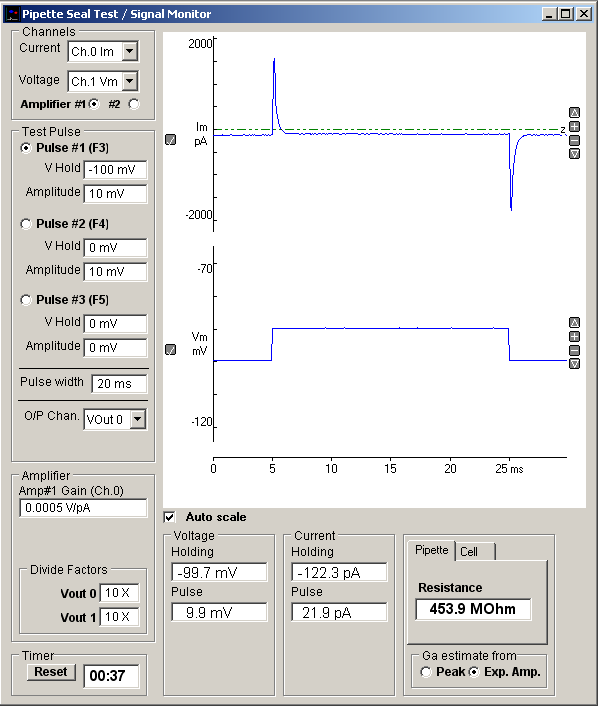 Pipette Seal Test / Signal Monitor
Channels
Current Ch.0 Im
Voltage Ch.1 Vm
Amplifier #1 #2
Test Pulse
Pulse #1 (F3)
V Hold -100 mV
Amplitude 10 mV
Pulse #2 (F4)
V Hold 0 mV
Amplitude 10 mV
Pulse #3 (F5)
V Hold 0 mV
Amplitude 0 mV
Pulse width 20 ms
O/P Chan. VOut 0
Amplifier
Amp#1 Gain (Ch.0)
0.0005 V/pA
Divide Factors
Vout 0 10 X
Vout 1 10 X
Timer
Reset 00:37
2000
Im
pA
z
-2000
-70
Vm
mV
-120
0 5 10 15 20 25 ms
Auto scale
Voltage
Holding
-99.7 mV
Pulse
9.9 mV
Current
Holding
-122.3 pA
Pulse
21.9 pA
Pipette Cell
Resistance
453.9 MOhm
Ga estimate from
Peak Exp. Amp.